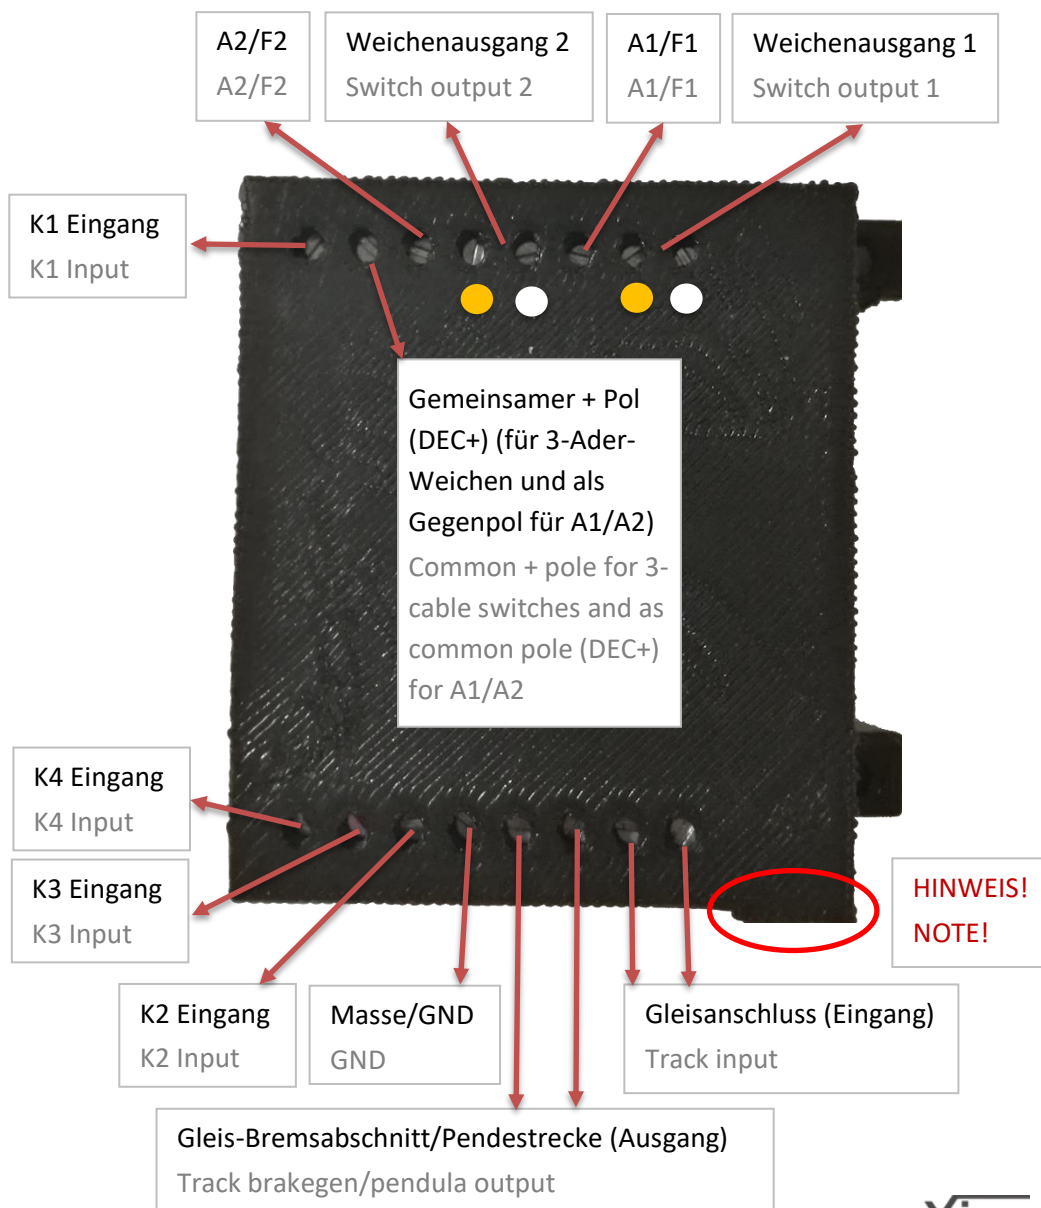 A2/F2
A2/F2
Weichenausgang 2
Switch output 2
A1/F1
A1/F1
Weichenausgang 1
Switch output 1
K1 Eingang
K1 Input
Gemeinsamer + Pol
(DEC+) (für 3-Ader-
Weichen und als
Gegenpol für A1/A2)
Common + pole for 3-
cable switches and as
common pole (DEC+)
for A1/A2
K4 Eingang
K4 Input
K3 Eingang
K3 Input
HINWEIS!
NOTE!
K2 Eingang
K2 Input
Masse/GND
GND
Gleisanschluss (Eingang)
Track input
Gleis-Bremsabschnitt/Pendestrecke (Ausgang)
Track brakegen/pendula output